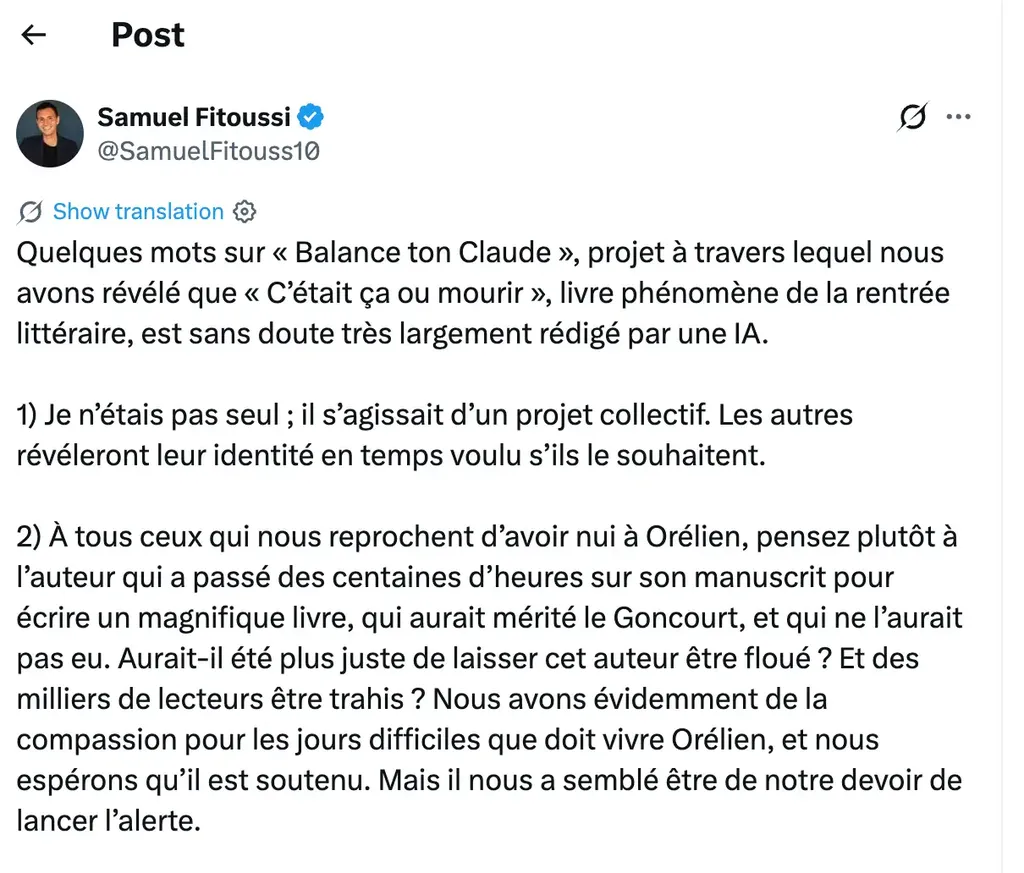 Post
Samuel Fitoussi
@SamuelFitouss10
Show translation
Quelques mots sur « Balance ton Claude », projet à travers lequel nous
avons révélé que « C’était ça ou mourir », livre phénomène de la rentrée
littéraire, est sans doute très largement rédigé par une IA.
1) Je n’étais pas seul ; il s’agissait d’un projet collectif. Les autres
révéleront leur identité en temps voulu s’ils le souhaitent.
2) À tous ceux qui nous reprochent d’avoir nui à Orélien, pensez plutôt à
l’auteur qui a passé des centaines d’heures sur son manuscrit pour
écrire un magnifique livre, qui aurait mérité le Goncourt, et qui ne l’aurait
pas eu. Aurait-il été plus juste de laisser cet auteur être floué ? Et des
milliers de lecteurs être trahis ? Nous avons évidemment de la
compassion pour les jours difficiles que doit vivre Orélien, et nous
espérons qu’il est soutenu. Mais il nous a semblé être de notre devoir de
lancer l’alerte.